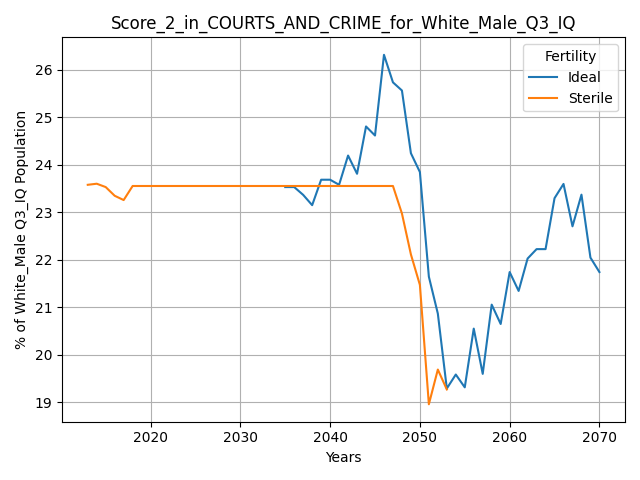 Score_2_in_COURTS_AND_CRIME_for_White_Male_Q3_IQ
Fertility
Ideal
Sterile
% of White_Male Q3_IQ Population
26
25
24
23
22
21
20
19
2020 2030 2040 2050 2060 2070
Years